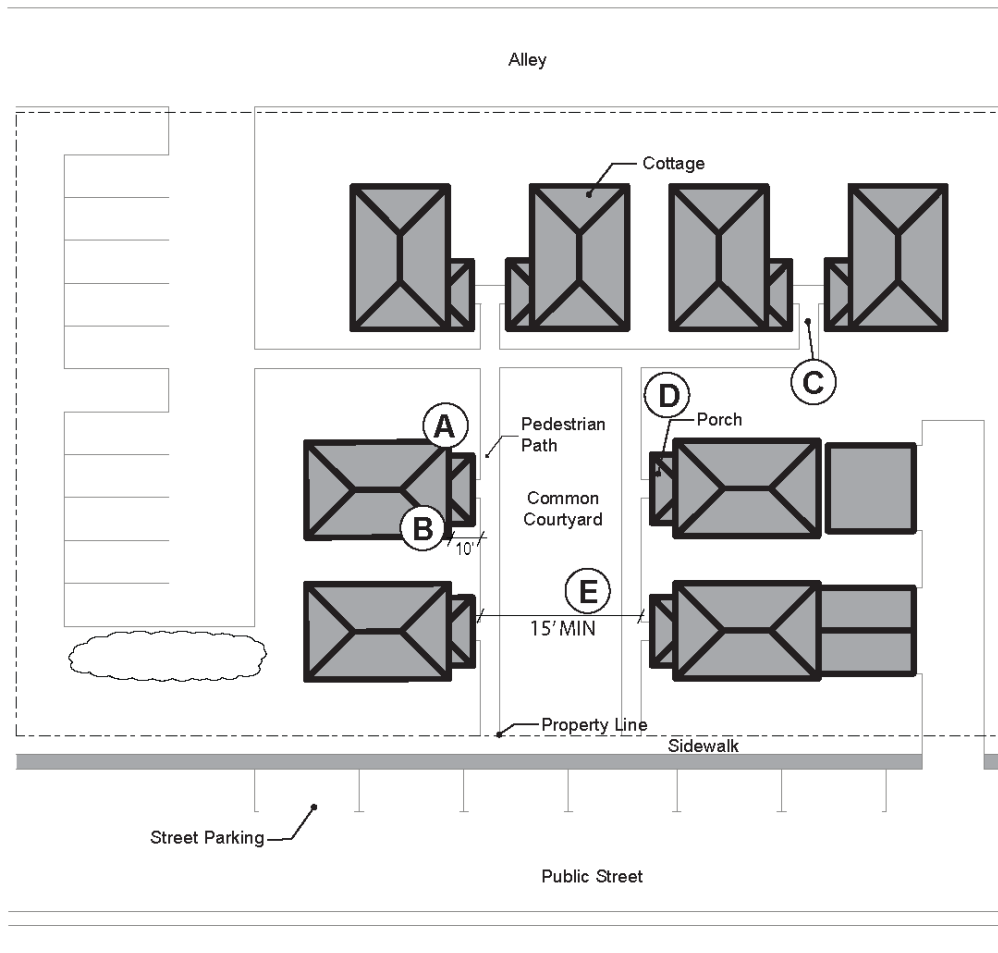 Alley
Cottage
C
D
A
Porch
Pedestrian
Path
Common
Courtyard
B
10'
E
15' MIN
Property Line
Sidewalk
Street Parking
Public Street